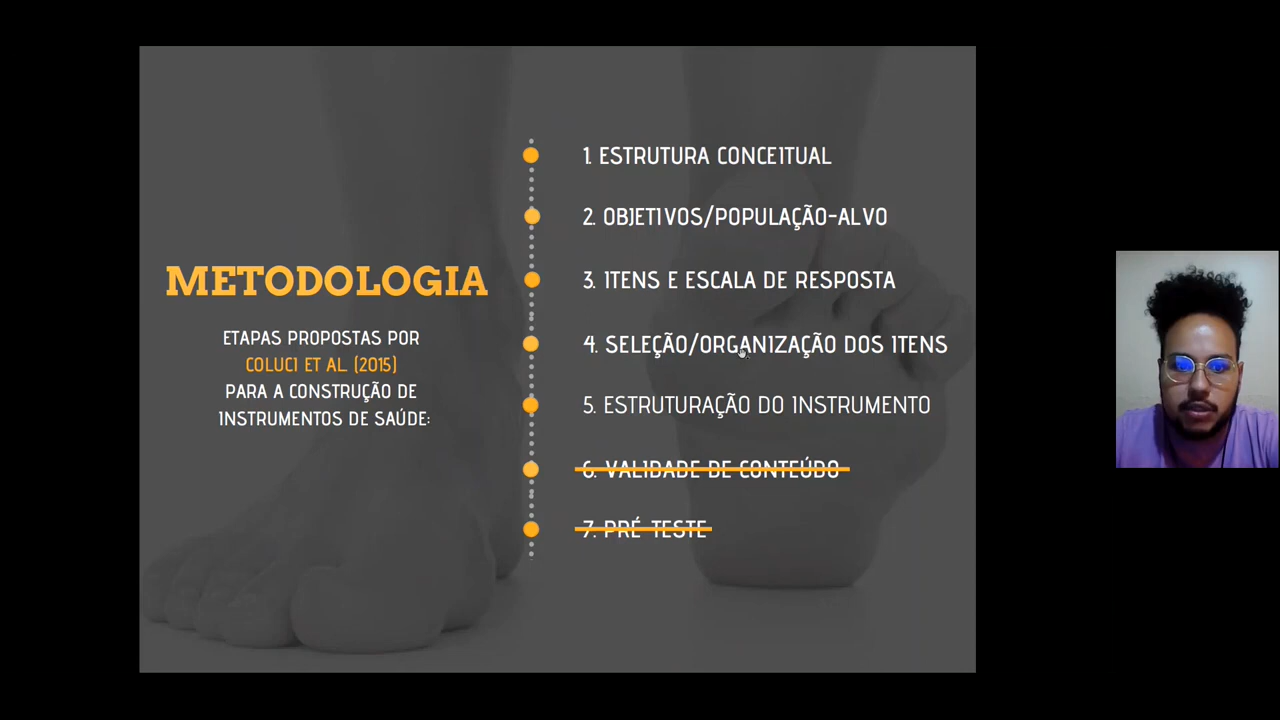 METODOLOGIA
ETAPAS PROPOSTAS POR
COLUCI ET AL. (2015)
PARA A CONSTRUÇÃO DE
INSTRUMENTOS DE SAÚDE:
1. ESTRUTURA CONCEITUAL
2. OBJETIVOS/POPULAÇÃO-ALVO
3. ITENS E ESCALA DE RESPOSTA
4. SELEÇÃO/ORGANIZAÇÃO DOS ITENS
5. ESTRUTURAÇÃO DO INSTRUMENTO
6. VALIDADE DE CONTEÚDO
7. PRÉ-TESTE